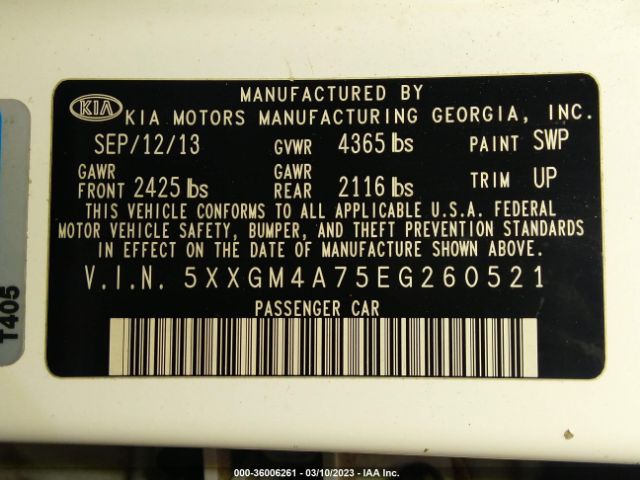 MANUFACTURED BY
KIA KIA MOTORS MANUFACTURING GEORGIA, INC.
SEP/12/13 GVWR 4365 lbs PAINT SWP
GAWR FRONT 2425 lbs GAWR REAR 2116 lbs TRIM UP
THIS VEHICLE CONFORMS TO ALL APPLICABLE U.S.A. FEDERAL
MOTOR VEHICLE SAFETY, BUMPER, AND THEFT PREVENTION STANDARDS
IN EFFECT ON THE DATE OF MANUFACTURE SHOWN ABOVE.
V.I.N. 5XXGM4A75EG260521
PASSENGER CAR
T405
000-36006261 - 03/10/2023 - IAA Inc.